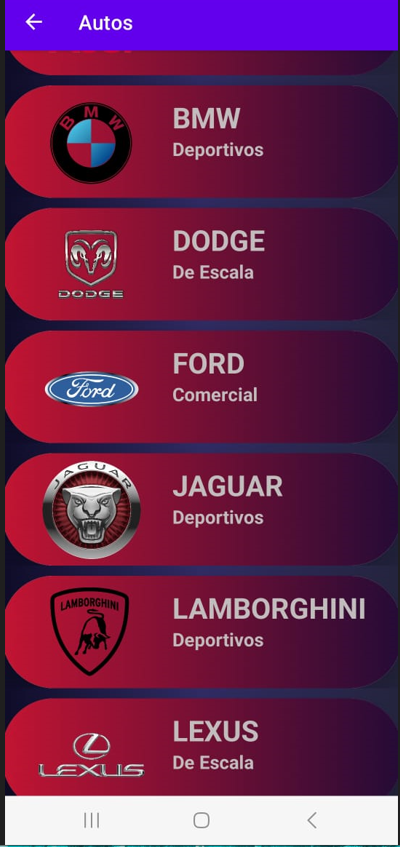 Autos
BMW
BMW
Deportivos
DODGE
DODGE
De Escala
Ford
FORD
Comercial
JAGUAR
JAGUAR
Deportivos
LAMBORGHINI
LAMBORGHINI
Deportivos
LEXUS
LEXUS
De Escala